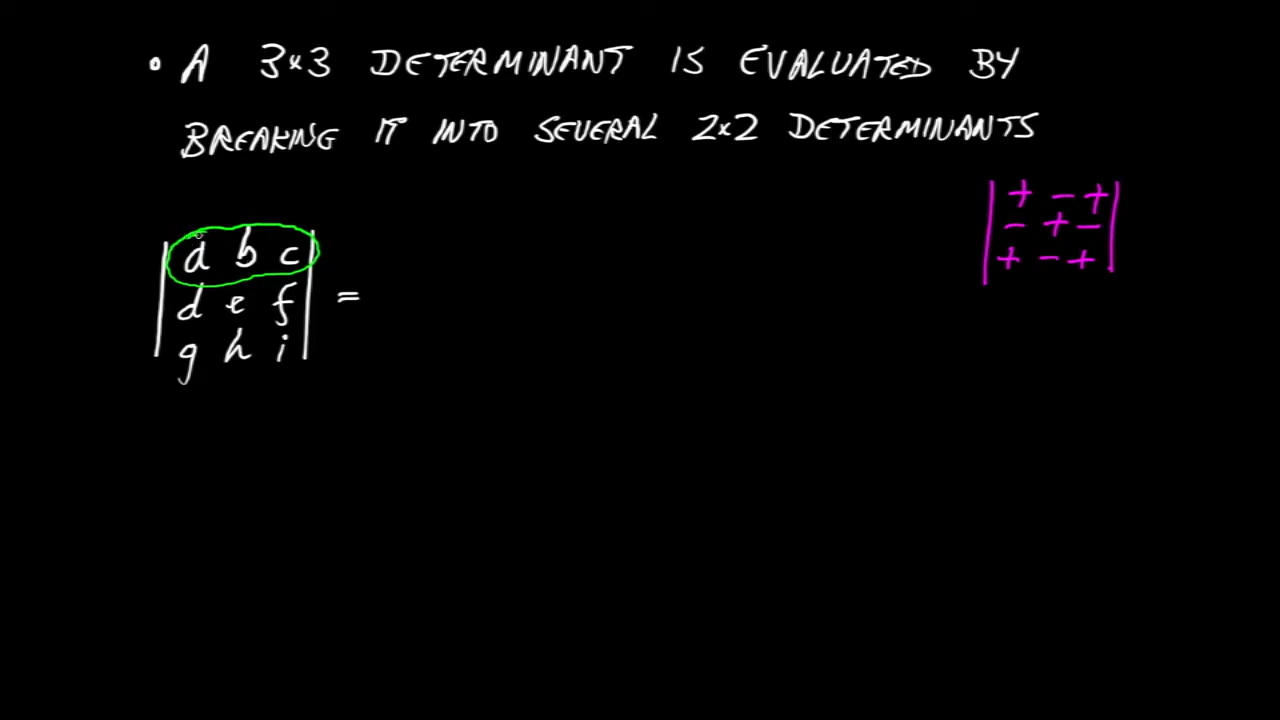 • A 3×3 DETERMINANT IS EVALUATED BY
BREAKING IT INTO SEVERAL 2×2 DETERMINANTS
| + - + |
| - + - |
| + - + |
| a b c |
| d e f | =
| g h i |